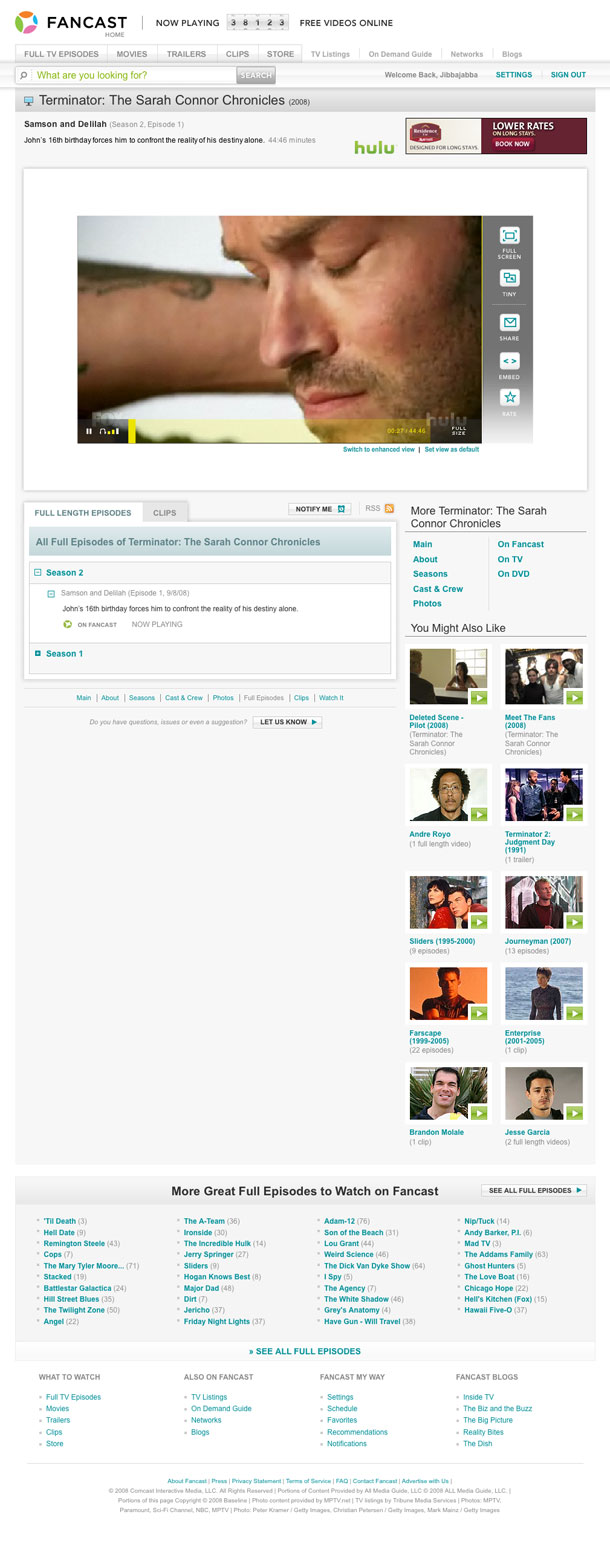 FANCAST
HOME
NOW PLAYING 3 8 1 2 3 FREE VIDEOS ONLINE
FULL TV EPISODES MOVIES TRAILERS CLIPS STORE TV Listings On Demand Guide Networks Blogs
What are you looking for? SEARCH Welcome Back, Jibbajabba SETTINGS SIGN OUT
Terminator: The Sarah Connor Chronicles (2008)
Samson and Delilah (Season 2, Episode 1)
John's 16th birthday forces him to confront the reality of his destiny alone. 44:46 minutes
hulu
Residence Inn
Marriott
DESIGNED FOR LONG STAYS.
LOWER RATES
ON LONG STAYS.
BOOK NOW
FULL
SCREEN
TINY
SHARE
EMBED
RATE
FOX
hulu
00:27 / 44:46
FULL
SIZE
Switch to enhanced view | Set view as default
FULL LENGTH EPISODES CLIPS NOTIFY ME RSS
All Full Episodes of Terminator: The Sarah Connor Chronicles
Season 2
Samson and Delilah (Episode 1, 9/8/08)
John's 16th birthday forces him to confront the reality of his destiny alone.
ON FANCAST NOW PLAYING
Season 1
Main | About | Seasons | Cast & Crew | Photos | Full Episodes | Clips | Watch It
Do you have questions, issues or even a suggestion? LET US KNOW
More Terminator: The Sarah
Connor Chronicles
Main On Fancast
About On TV
Seasons On DVD
Cast & Crew
Photos
You Might Also Like
Deleted Scene -
Pilot (2008)
(Terminator: The
Sarah Connor
Chronicles)
Meet The Fans
(2008)
(Terminator: The
Sarah Connor
Chronicles)
Andre Royo
(1 full length video)
Terminator 2:
Judgment Day
(1991)
(1 trailer)
Sliders (1995-2000)
(9 episodes)
Journeyman (2007)
(13 episodes)
Farscape
(1999-2005)
(22 episodes)
Enterprise
(2001-2005)
(1 clip)
Brandon Molale
(1 clip)
Jesse Garcia
(2 full length videos)
More Great Full Episodes to Watch on Fancast SEE ALL FULL EPISODES
'Til Death (3) The A-Team (36) Adam-12 (76) Nip/Tuck (14)
Hell Date (9) Ironside (30) Son of the Beach (31) Andy Barker, P.I. (6)
Remington Steele (43) The Incredible Hulk (14) Lou Grant (44) Mad TV (3)
Cops (7) Jerry Springer (27) Weird Science (46) The Addams Family (63)
The Mary Tyler Moore... (71) Sliders (9) The Dick Van Dyke Show (64) Ghost Hunters (5)
Stacked (19) Hogan Knows Best (8) I Spy (5) The Love Boat (16)
Battlestar Galactica (24) Major Dad (48) The Agency (7) Chicago Hope (22)
Hill Street Blues (35) Dirt (7) The White Shadow (46) Hell's Kitchen (Fox) (15)
The Twilight Zone (50) Jericho (37) Grey's Anatomy (4) Hawaii Five-O (37)
Angel (22) Friday Night Lights (37) Have Gun - Will Travel (38)
» SEE ALL FULL EPISODES
WHAT TO WATCH ALSO ON FANCAST FANCAST MY WAY FANCAST BLOGS
Full TV Episodes TV Listings Settings Inside TV
Movies On Demand Guide Schedule The Biz and the Buzz
Trailers Networks Favorites The Big Picture
Clips Blogs Recommendations Reality Bites
Store Notifications The Dish
About Fancast | Press | Privacy Statement | Terms of Service | FAQ | Contact Fancast | Advertise with Us |
© 2008 Comcast Interactive Media, LLC. All Rights Reserved | Portions of Content Provided by All Media Guide, LLC © 2008 ALL Media Guide, LLC. |
Portions of this page Copyright © 2008 Baseline | Photo content provided by MPTV.net | TV listings by Tribune Media Services | Photos: MPTV,
Paramount, Sci-Fi Channel, NBC, MPTV | Photo: Peter Kramer / Getty Images, Christian Petersen / Getty Images, Mark Mainz / Getty Images